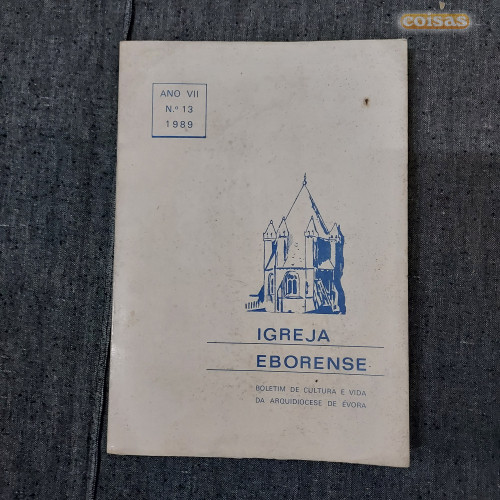 coisas
ANO VII
N.º 13
1989
IGREJA
EBORENSE
BOLETIM DE CULTURA E VIDA
DA ARQUIDIOCESE DE ÉVORA